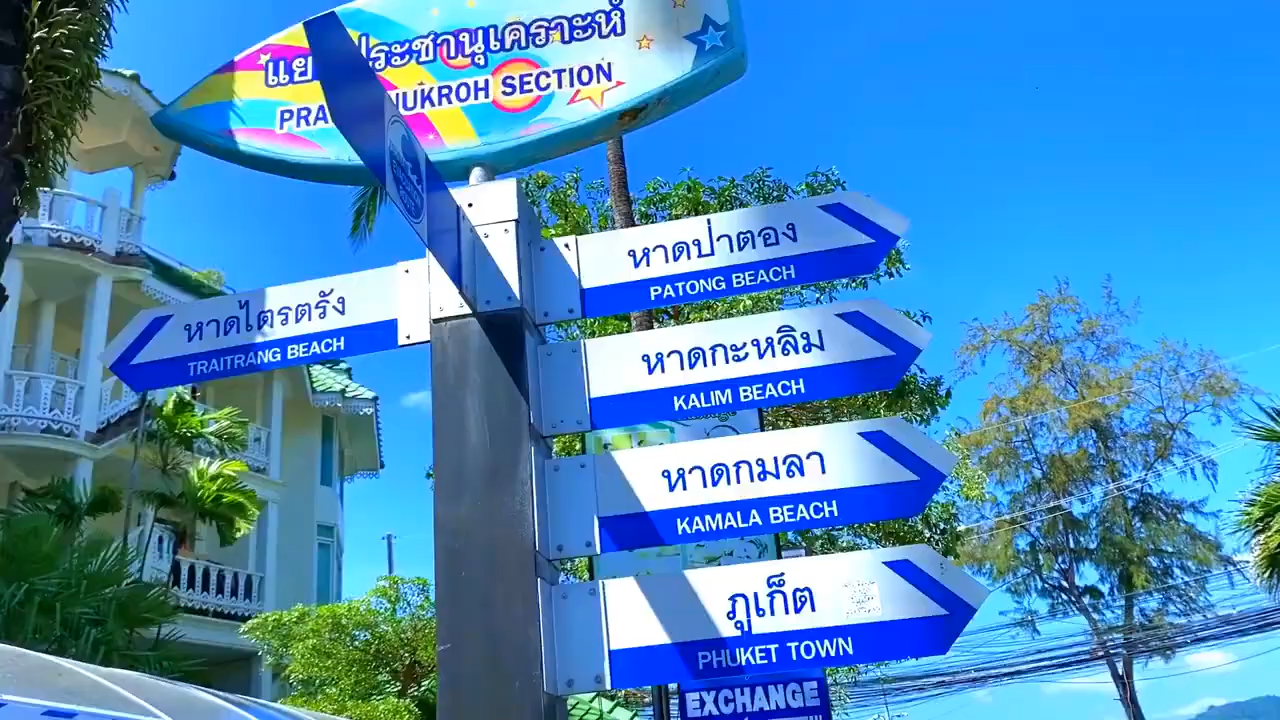 แยกประชานุเคราะห์
SECTION
หาดป่าตอง
PATONG BEACH
หาดไตรตรัง
TRAITRANG BEACH
หาดกะหลิม
KALIM BEACH
หาดกมลา
KAMALA BEACH
ภูเก็ต
PHUKET TOWN
EXCHANGE